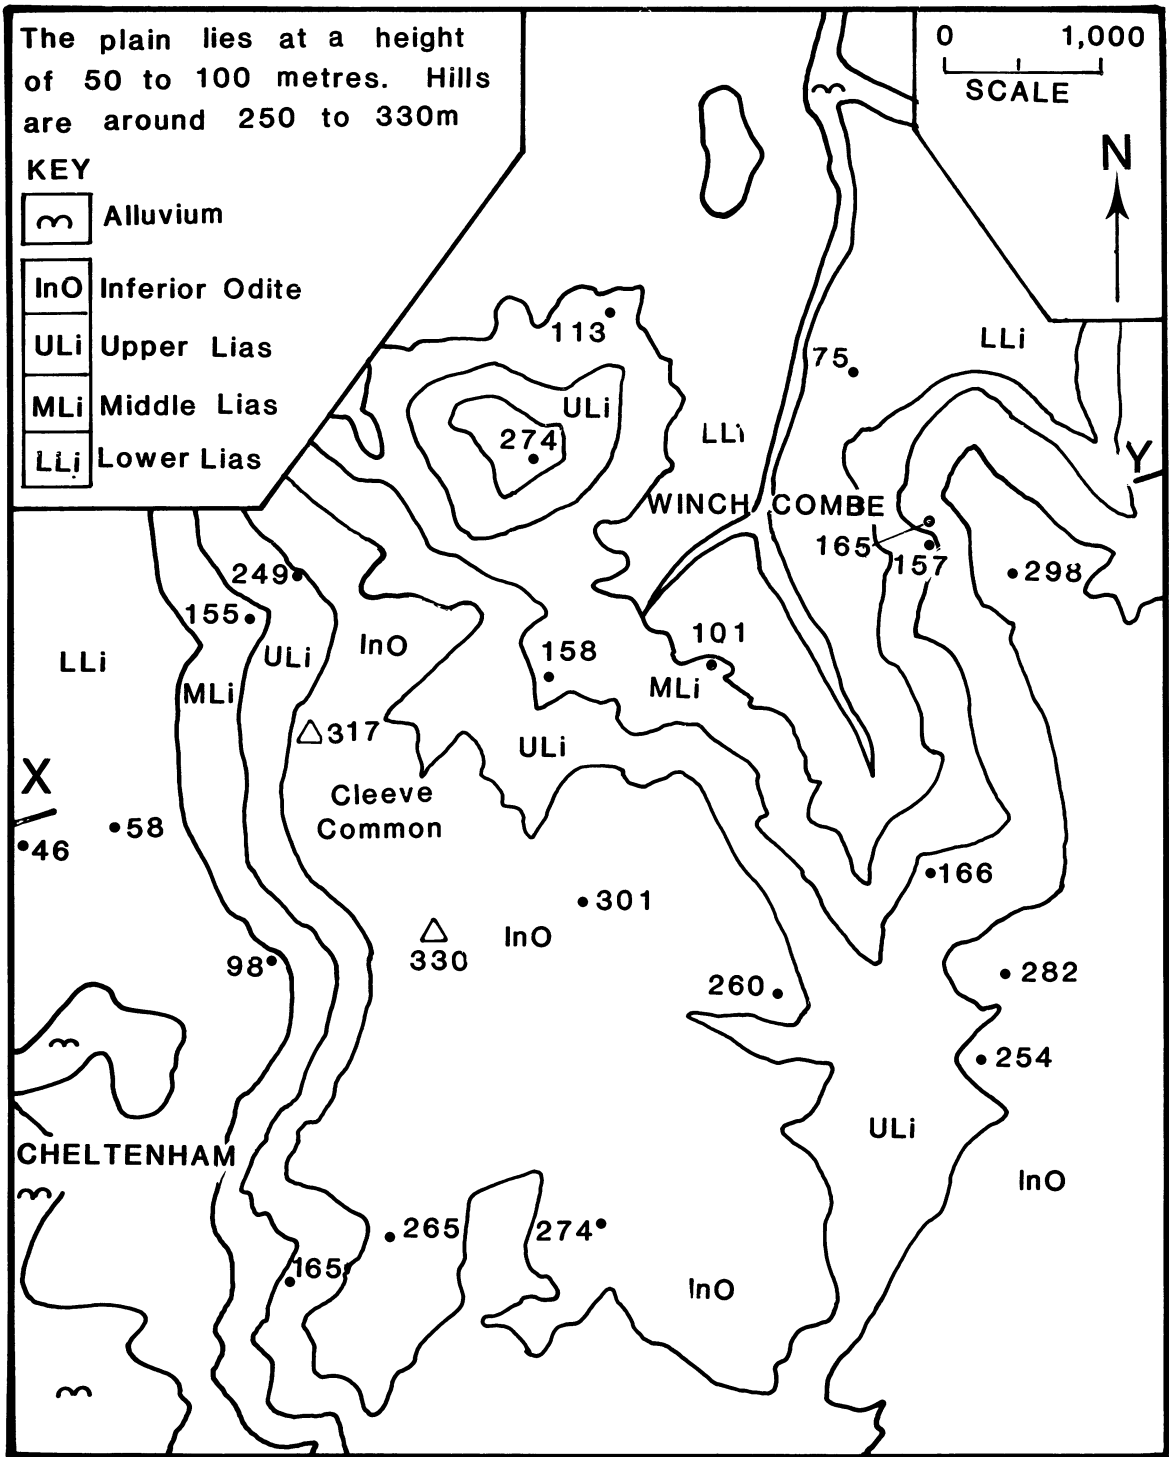 The plain lies at a height
of 50 to 100 metres. Hills
are around 250 to 330m
KEY
Alluvium
InO Inferior Odite
ULi Upper Lias
MLi Middle Lias
LLi Lower Lias
0 1,000
SCALE
N
113
75
LLi
ULi
274
LLi
Y
WINCHCOMBE
165
157
298
249
155
InO
ULi
LLi
MLi
158
101
MLi
317
ULi
X
Cleeve
Common
58
46
166
301
InO
330
98
260
282
254
ULi
CHELTENHAM
InO
265
274
165
InO